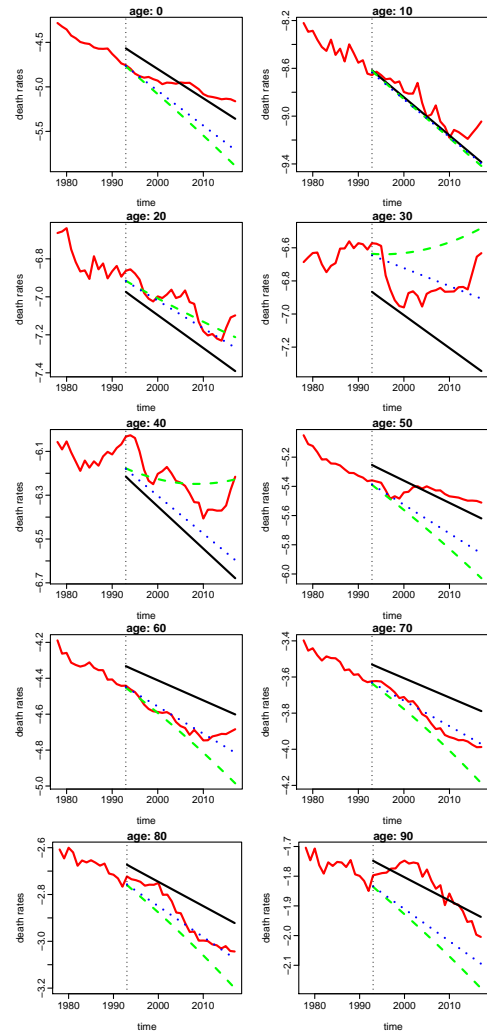 age: 0
age: 10
death rates
−4.5
−5.0
−5.5
death rates
−8.2
−8.6
−9.0
−9.4
1980 1990 2000 2010
1980 1990 2000 2010
time
time
age: 20
age: 30
death rates
−6.8
−7.0
−7.2
−7.4
death rates
−6.6
−6.8
−7.0
−7.2
1980 1990 2000 2010
1980 1990 2000 2010
time
time
age: 40
age: 50
death rates
−6.1
−6.3
−6.5
−6.7
death rates
−5.2
−5.4
−5.6
−5.8
−6.0
1980 1990 2000 2010
1980 1990 2000 2010
time
time
age: 60
age: 70
death rates
−4.2
−4.4
−4.6
−4.8
−5.0
death rates
−3.4
−3.6
−3.8
−4.0
−4.2
1980 1990 2000 2010
1980 1990 2000 2010
time
time
age: 80
age: 90
death rates
−2.6
−2.8
−3.0
−3.2
death rates
−1.7
−1.8
−1.9
−2.0
−2.1
1980 1990 2000 2010
1980 1990 2000 2010
time
time